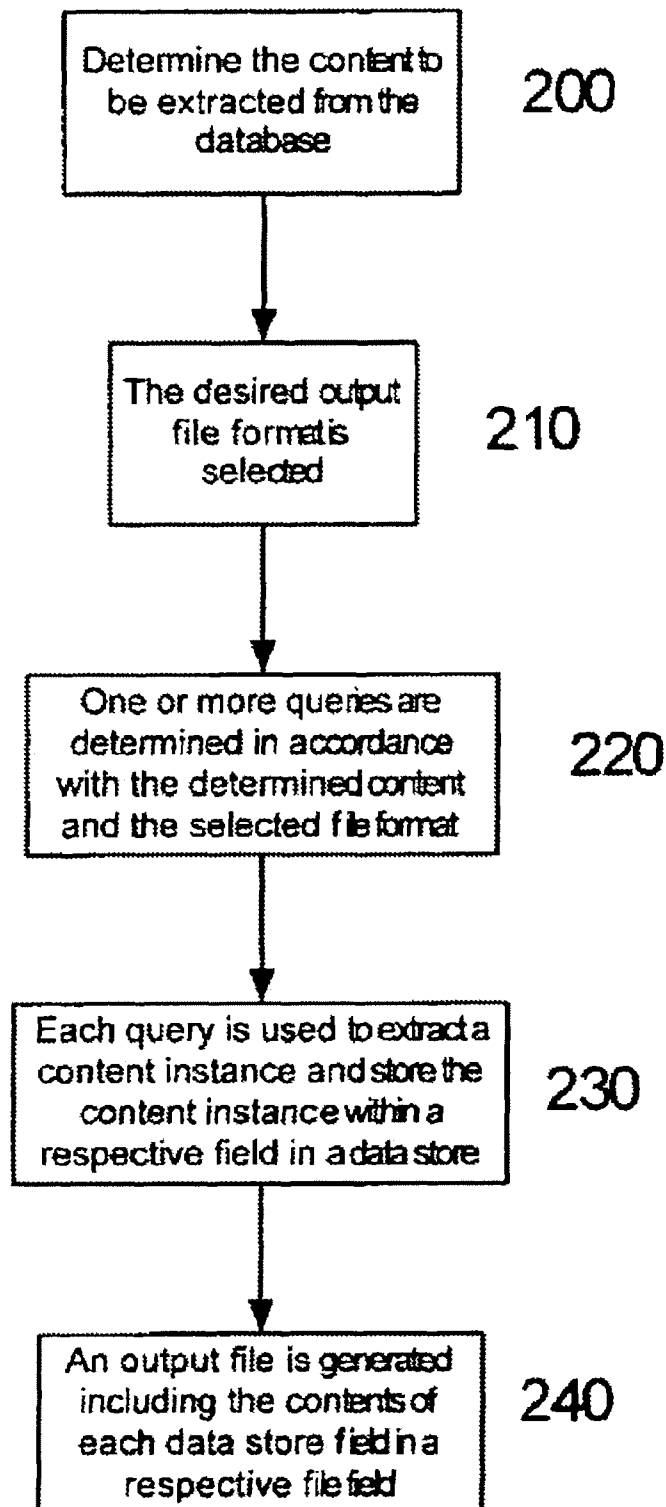 Determine the content to
be extracted from the
database
200
The desired output
file format is
selected
210
One or more queries are
determined in accordance
with the determined content
and the selected file format
220
Each query is used to extract a
content instance and store the
content instance within a
respective field in a data store
230
An output file is generated
including the contents of
each data store field in a
respective file field
240